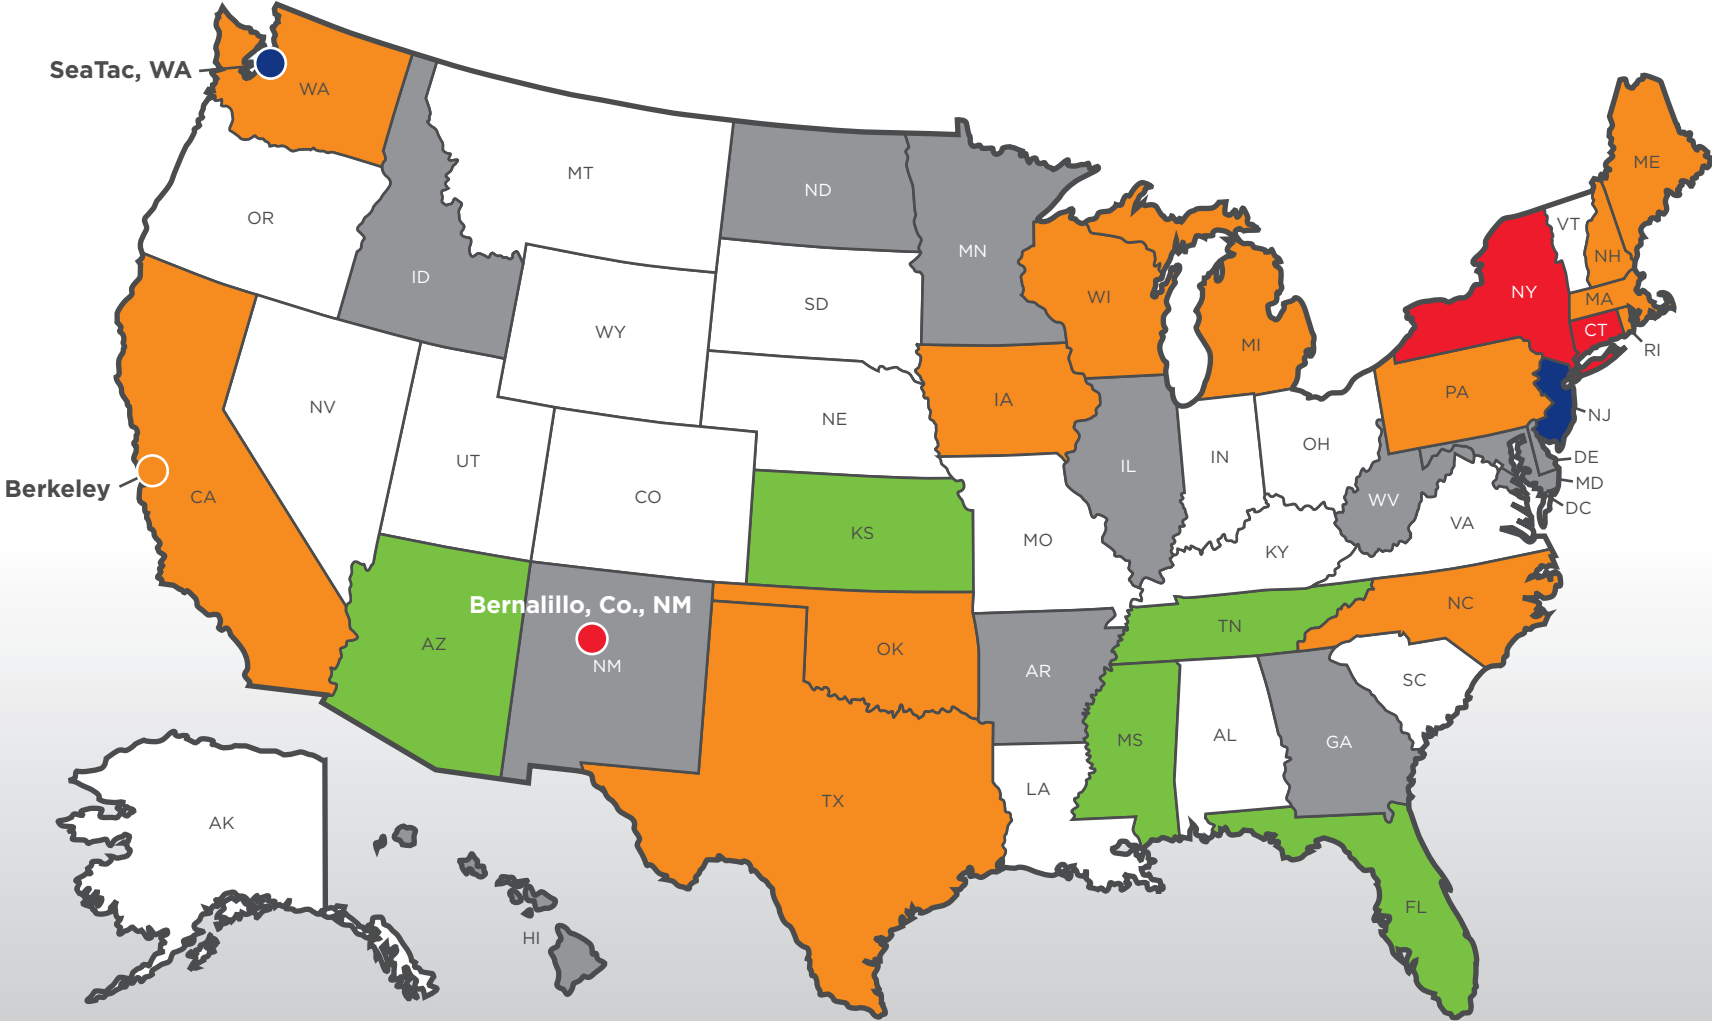 SeaTac, WA
WA
ME
MT
ND
OR
VT
MN
NH
ID
NY
WI
MA
SD
CT
WY
MI
RI
PA
IA
NV
NJ
NE
OH
IN
DE
UT
IL
MD
Berkeley
CA
CO
WV
DC
VA
KS
MO
KY
Bernalillo, Co., NM
NC
TN
AZ
OK
NM
AR
SC
AL
MS
GA
LA
TX
AK
FL
HI